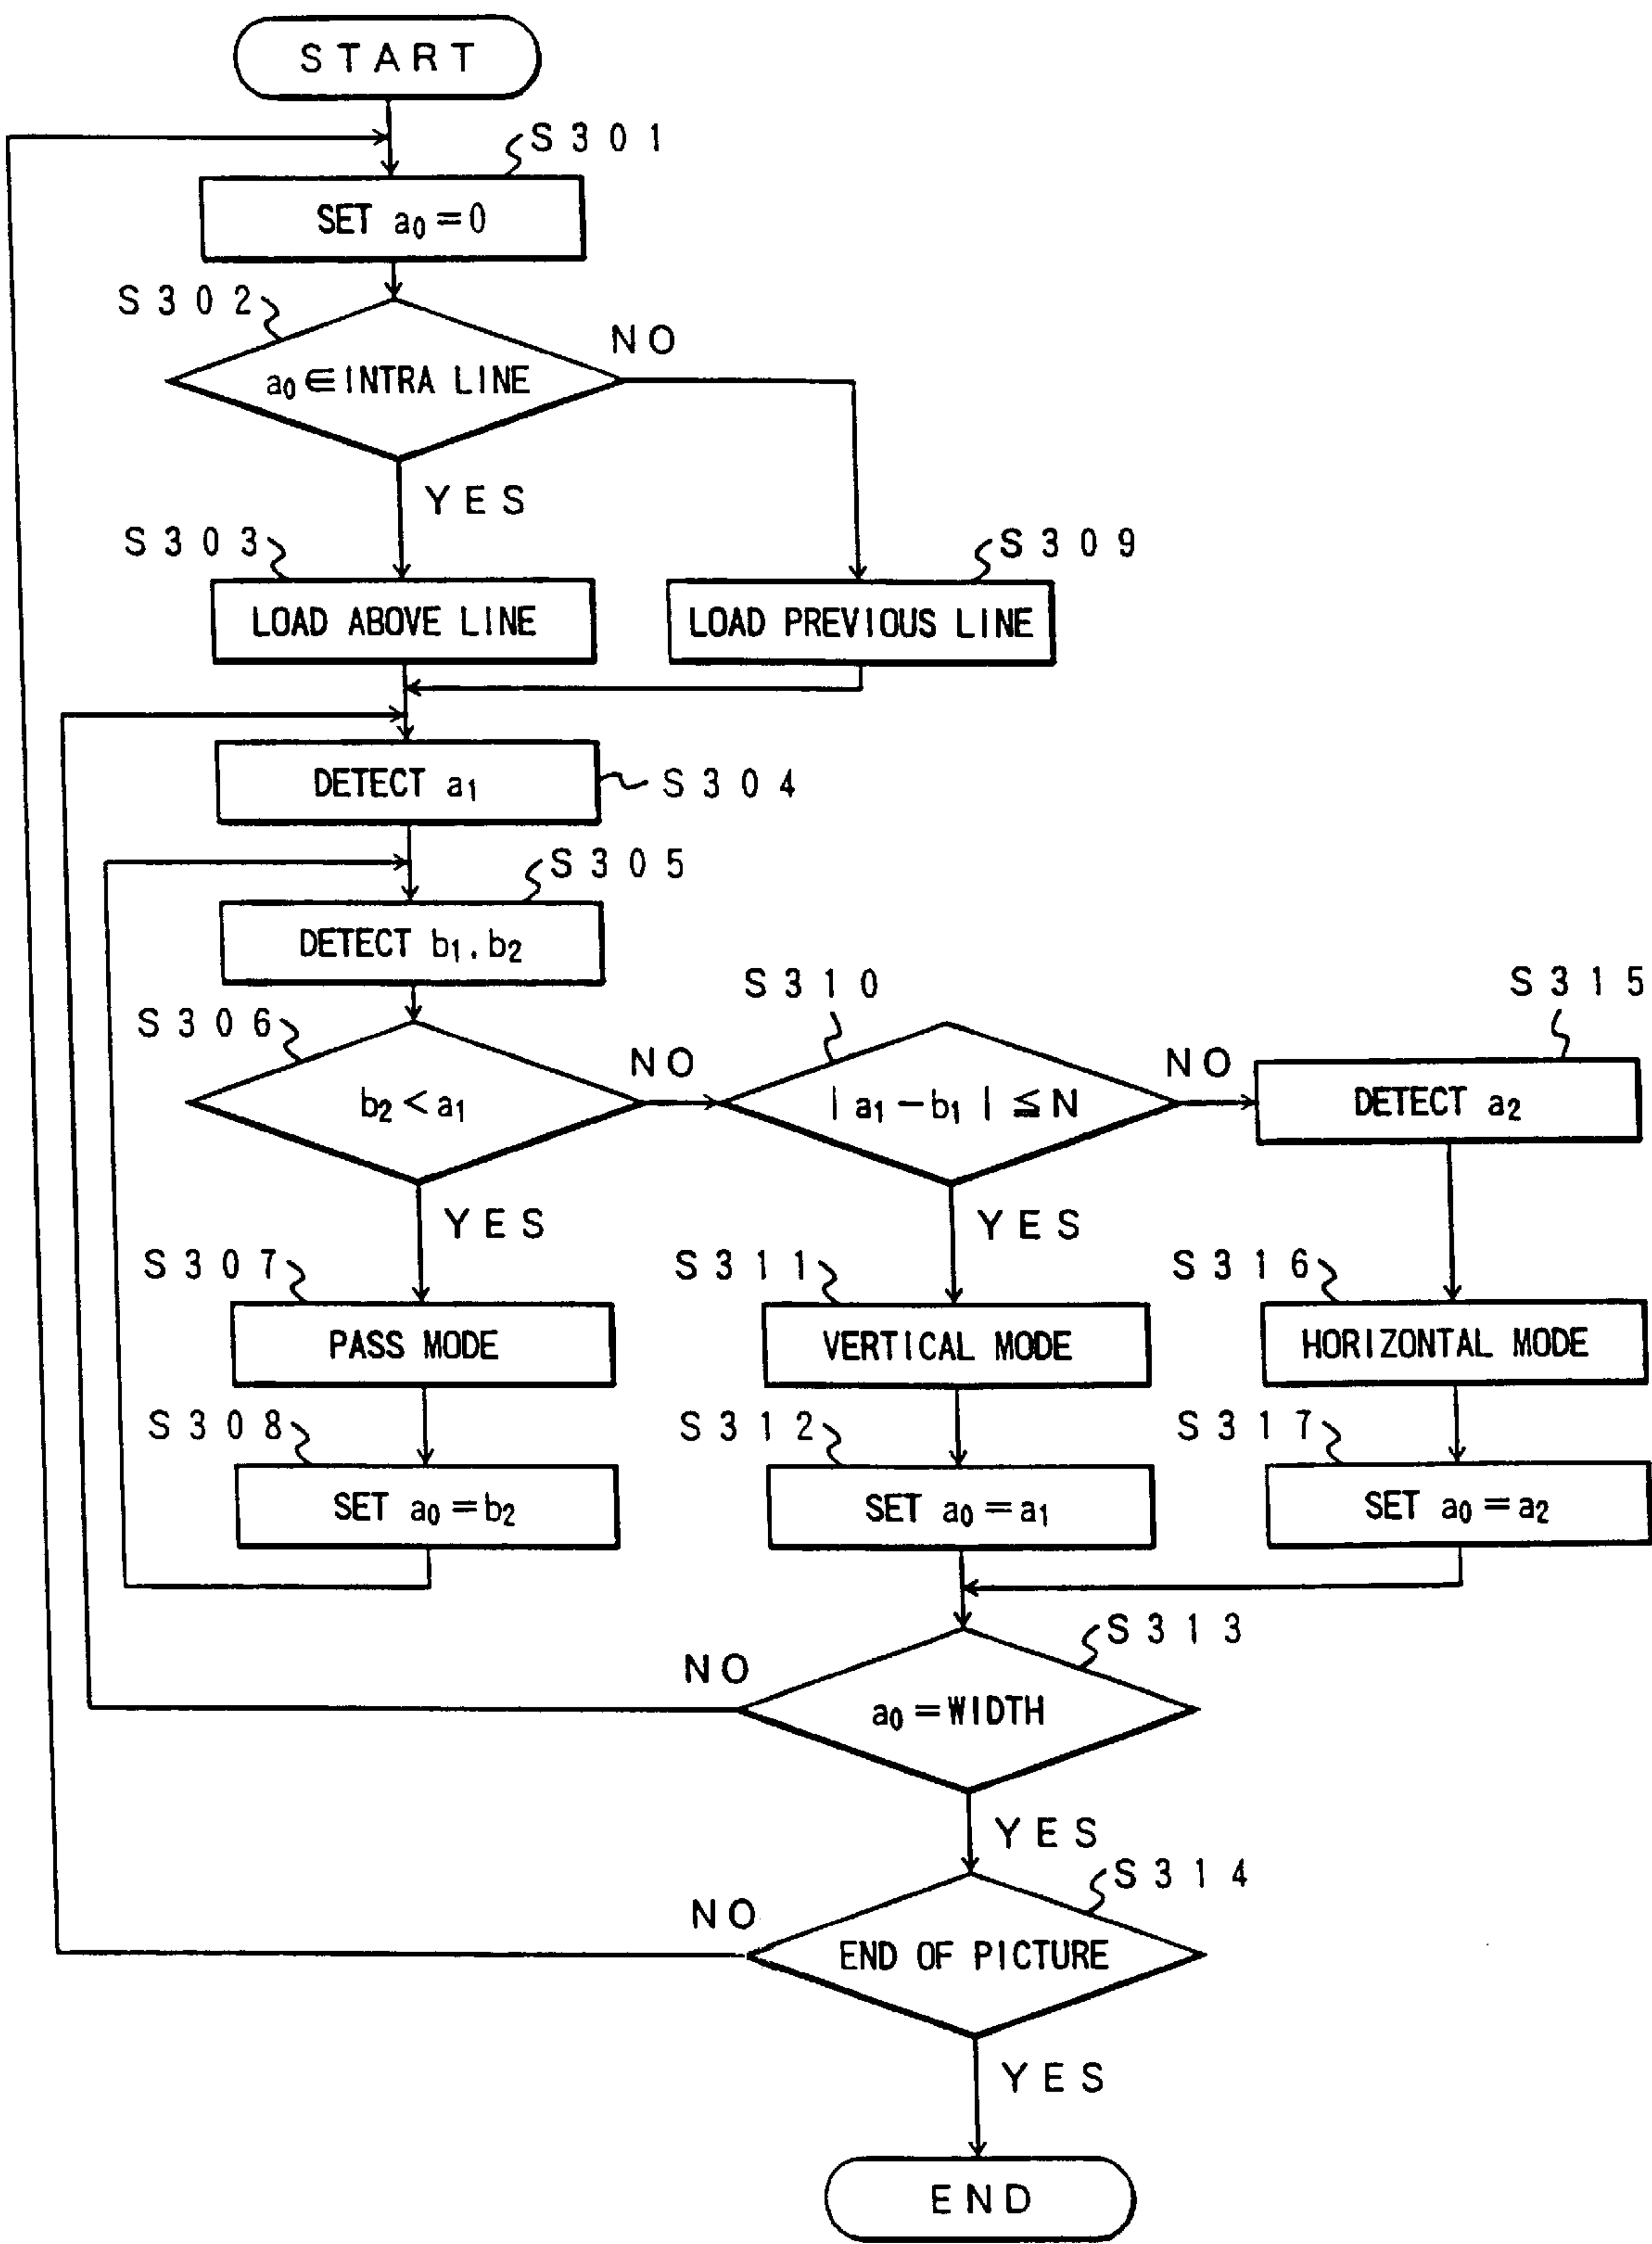 START
S301
SET a0=0
S302
a0∈INTRA LINE
NO
YES
S303
S309
LOAD ABOVE LINE
LOAD PREVIOUS LINE
DETECT a1
S304
S305
DETECT b1, b2
S306
S310
S315
b2<a1
NO
|a1−b1|≦N
NO
DETECT a2
YES
YES
S307
S311
S316
PASS MODE
VERTICAL MODE
HORIZONTAL MODE
S308
S312
S317
SET a0=b2
SET a0=a1
SET a0=a2
S313
NO
a0=WIDTH
YES
S314
NO
END OF PICTURE
YES
END